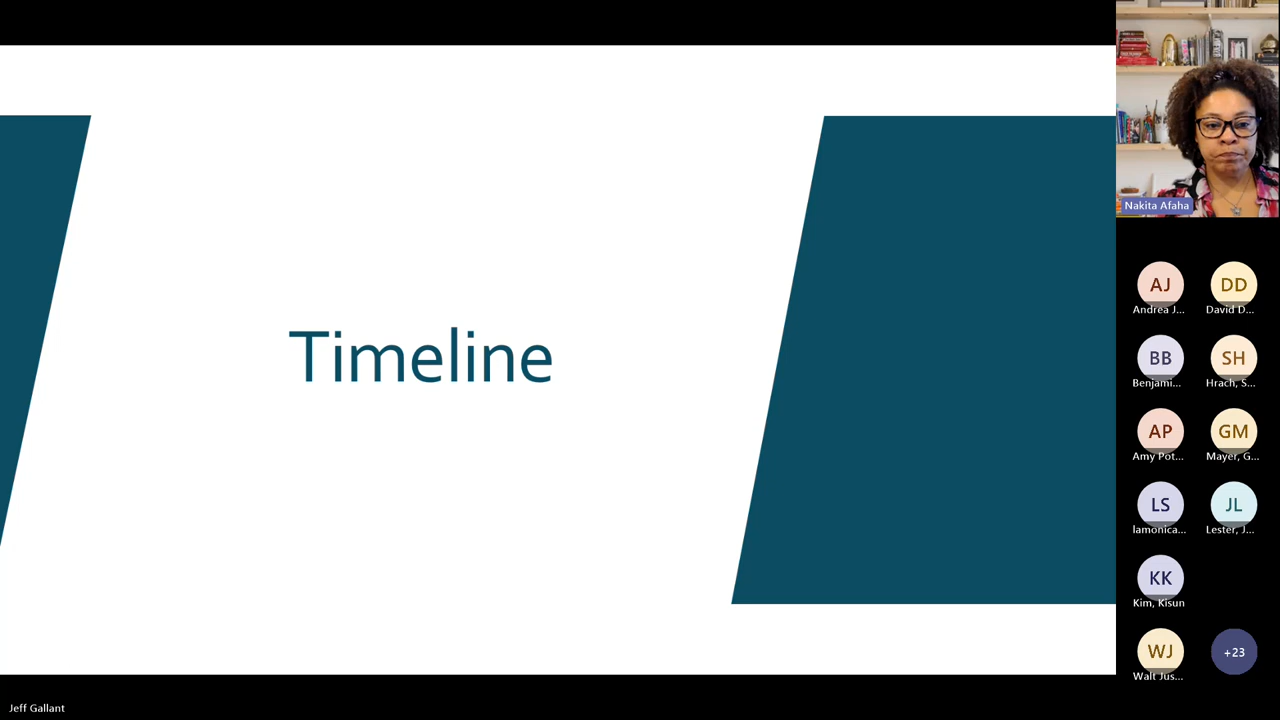 Timeline
Nakita Afaha
AJ
Andrea J...
DD
David D...
BB
Benjami...
SH
Hrach, S...
AP
Amy Pot...
GM
Mayer, G...
LS
lamonica...
JL
Lester, J...
KK
Kim, Kisun
WJ
Walt Jus...
+23
Jeff Gallant